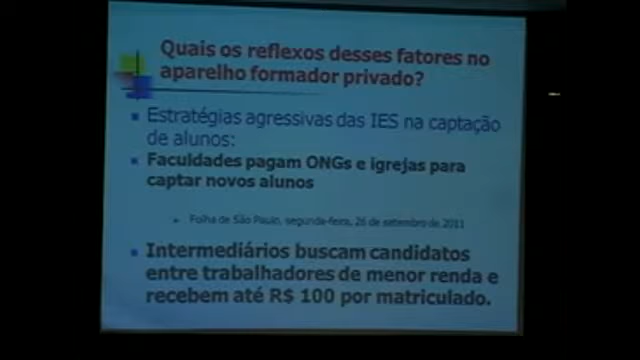 Quais os reflexos desses fatores no
aparelho formador privado?
Estratégias agressivas das IES na captação
de alunos:
Faculdades pagam ONGs e igrejas para
captar novos alunos
Folha de São Paulo, segunda-feira, 26 de setembro de 2011
Intermediários buscam candidatos
entre trabalhadores de menor renda e
recebem até R$ 100 por matriculado.